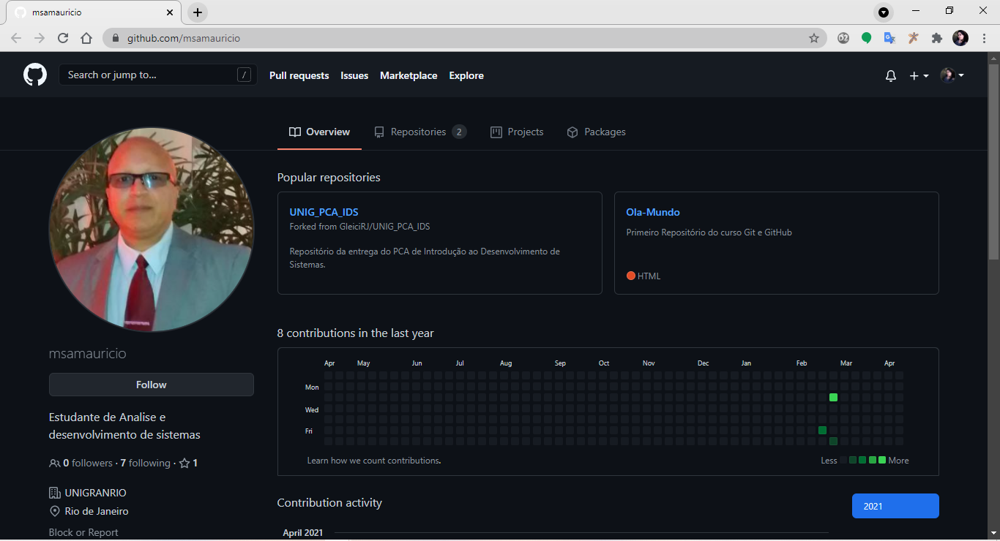 msamauricio
github.com/msamauricio
Search or jump to... /
Pull requests Issues Marketplace Explore
Overview Repositories 2 Projects Packages
Popular repositories
UNIG_PCA_IDS
Forked from GleiciRJ/UNIG_PCA_IDS
Repositório da entrega do PCA de Introdução ao Desenvolvimento de
Sistemas.
Ola-Mundo
Primeiro Repositório do curso Git e GitHub
HTML
msamauricio
Follow
Estudante de Analise e
desenvolvimento de sistemas
0 followers · 7 following · 1
UNIGRANRIO
Rio de Janeiro
Block or Report
8 contributions in the last year
Apr May Jun Jul Aug Sep Oct Nov Dec Jan Feb Mar Apr
Mon
Wed
Fri
Learn how we count contributions.
Less More
Contribution activity
2021
April 2021